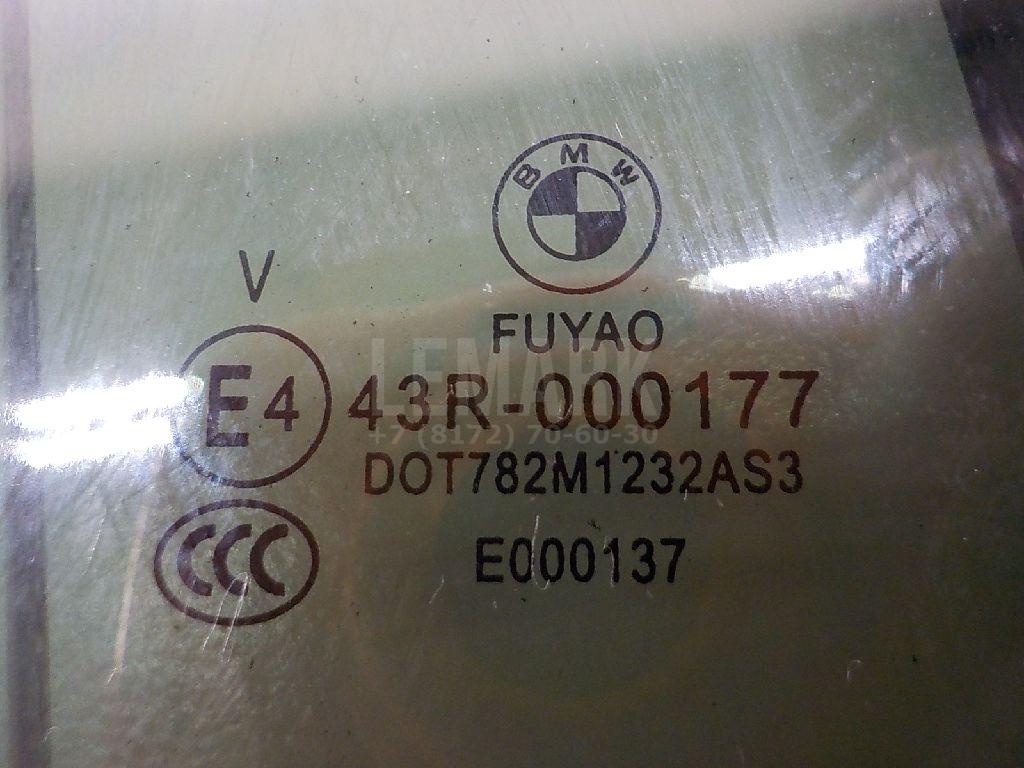 BMW
V
FUYAO
E4 43R-000177
LEMARK
+7 (8172) 70-60-30
DOT782M1232AS3
CCC
E000137